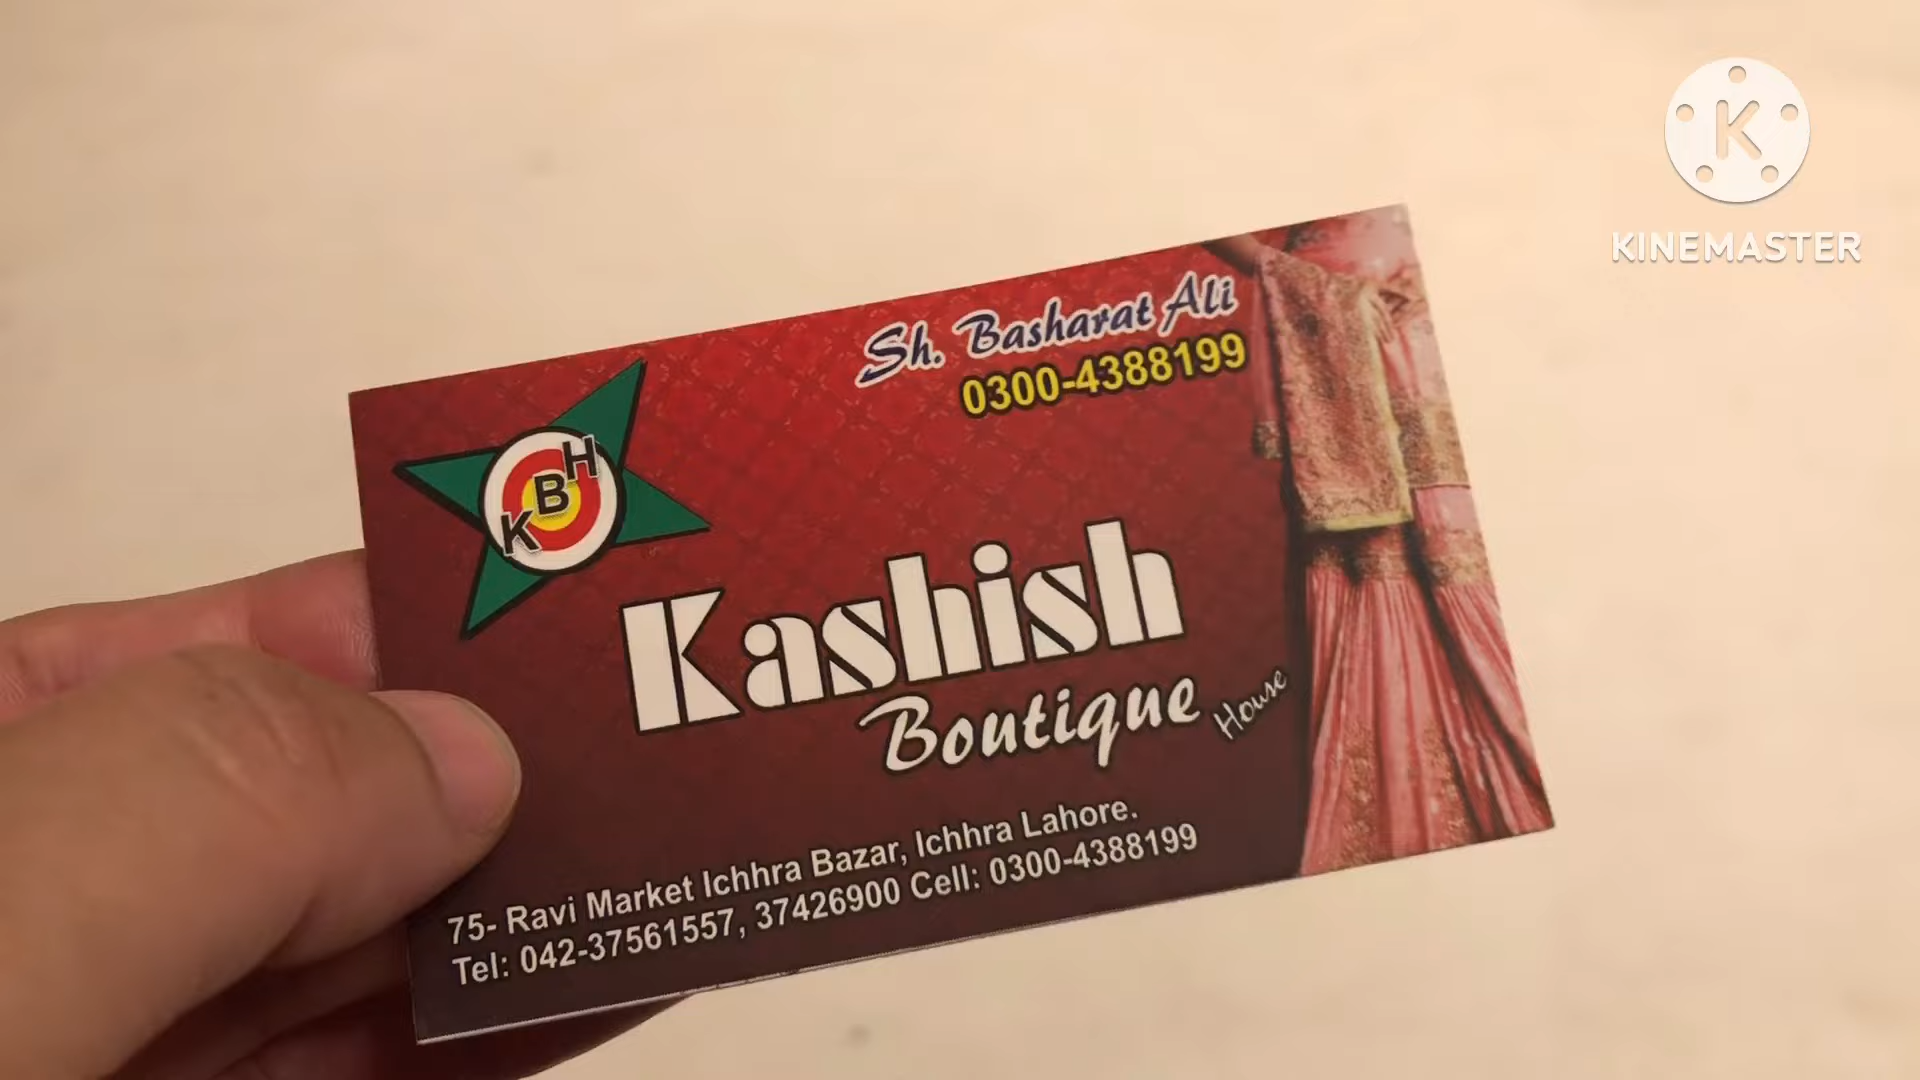 KINEMASTER
Sh. Basharat Ali
0300-4388199
KBH
Kashish
Boutique House
75- Ravi Market Ichhra Bazar, Ichhra Lahore.
Tel: 042-37561557, 37426900 Cell: 0300-4388199